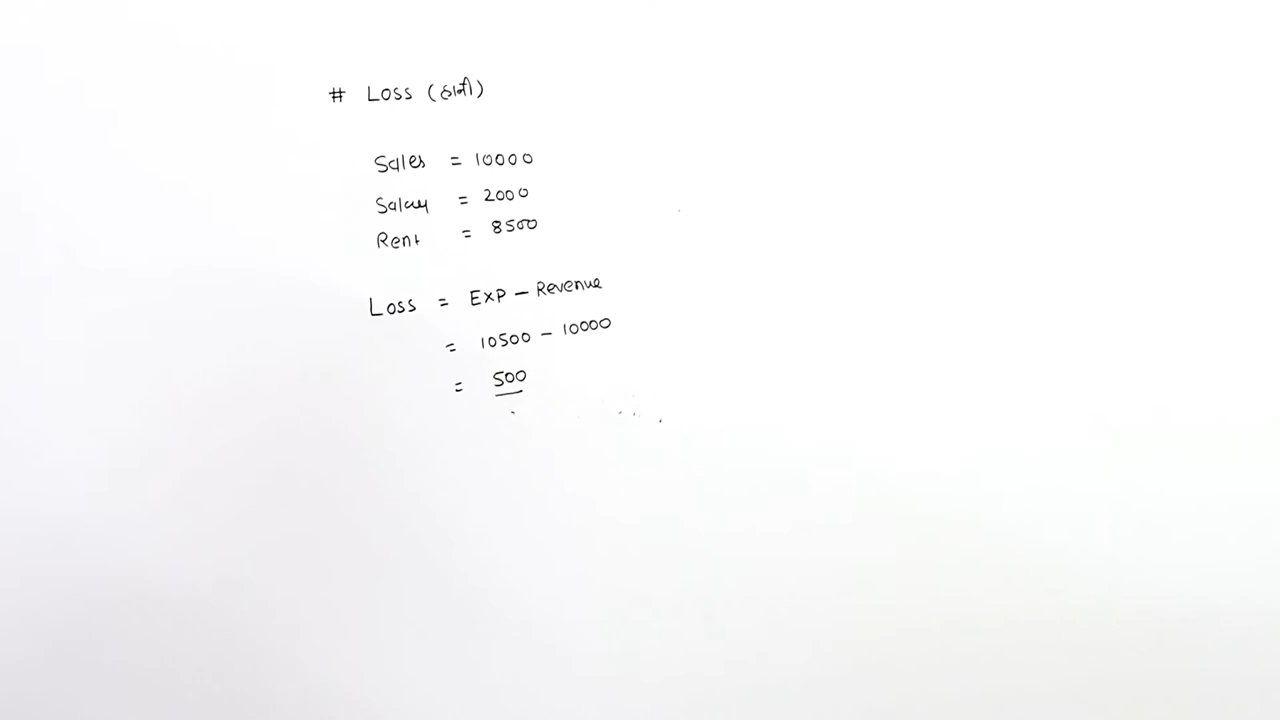 # Loss (हानी)
Sales = 10000
Salary = 2000
Rent = 8500
Loss = EXP - Revenue
= 10500 - 10000
= 500